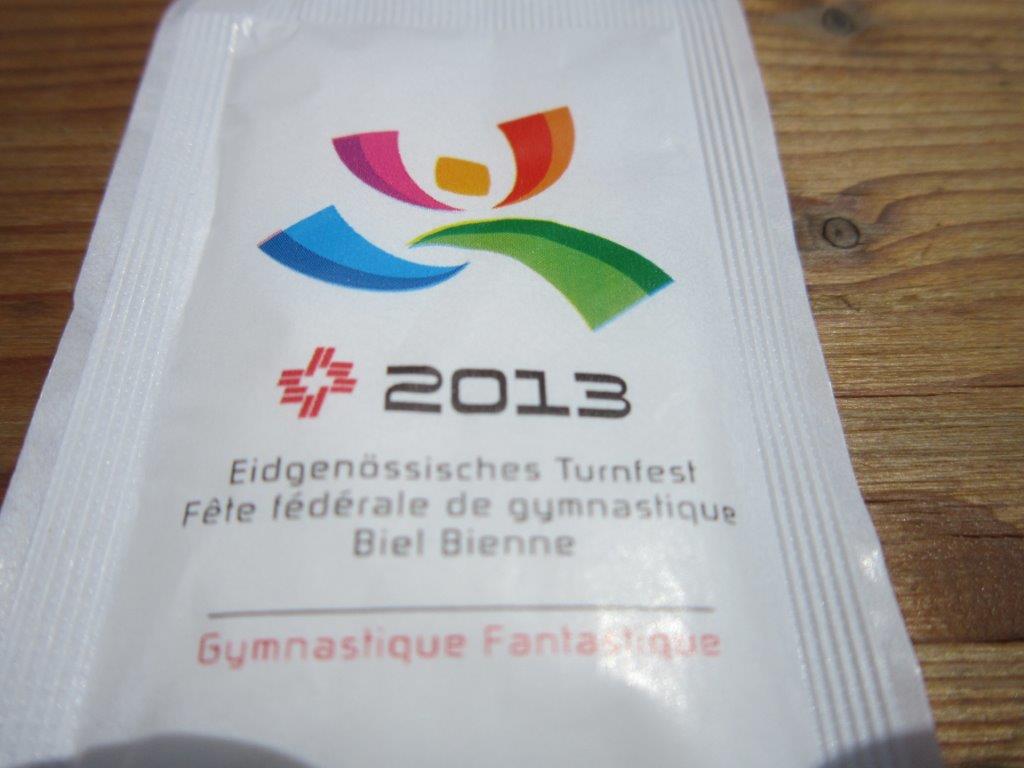 2013
Eidgenössisches Turnfest
Fête fédérale de gymnastique
Biel Bienne
Gymnastique Fantastique